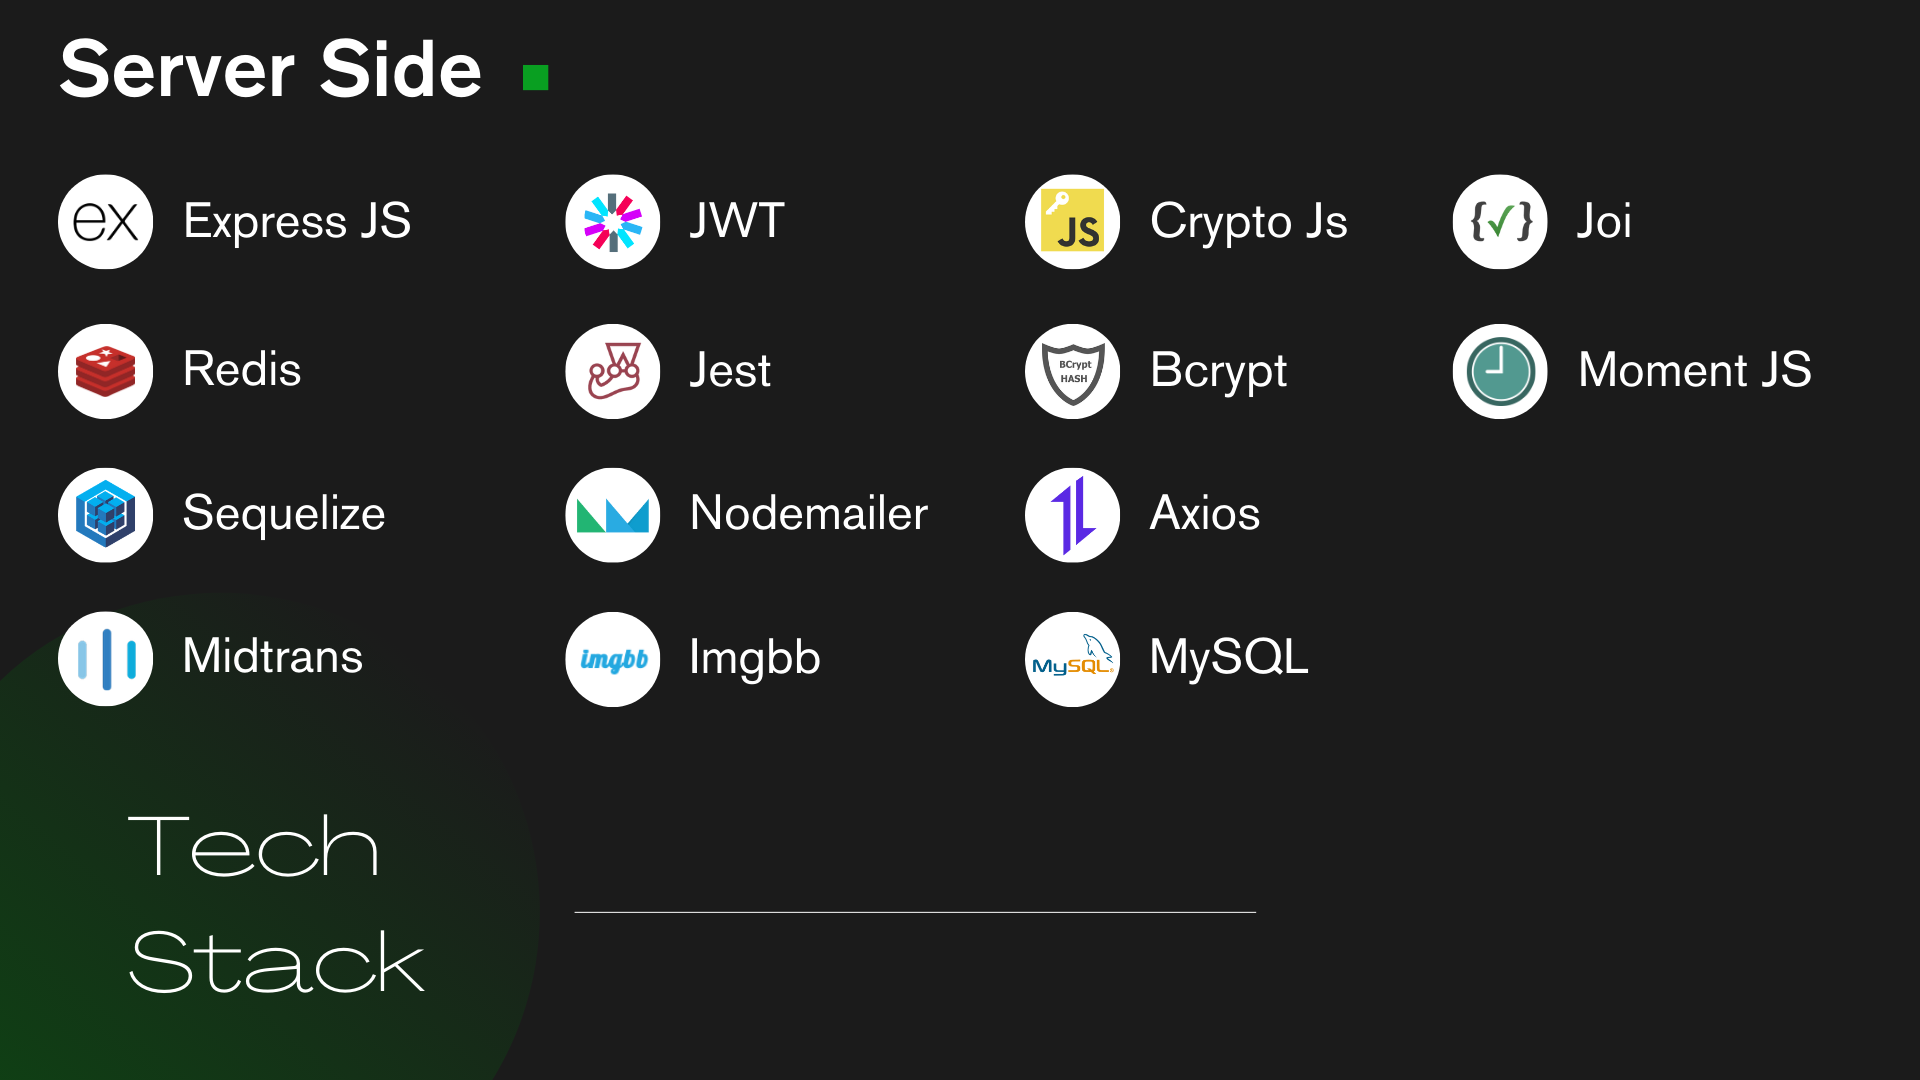 Server Side
ex Express JS
JWT
JS Crypto Js
{✓} Joi
Redis
Jest
BCrypt
HASH
Bcrypt
Moment JS
Sequelize
Nodemailer
Axios
Midtrans
imgbb Imgbb
MySQL MySQL
Tech
Stack